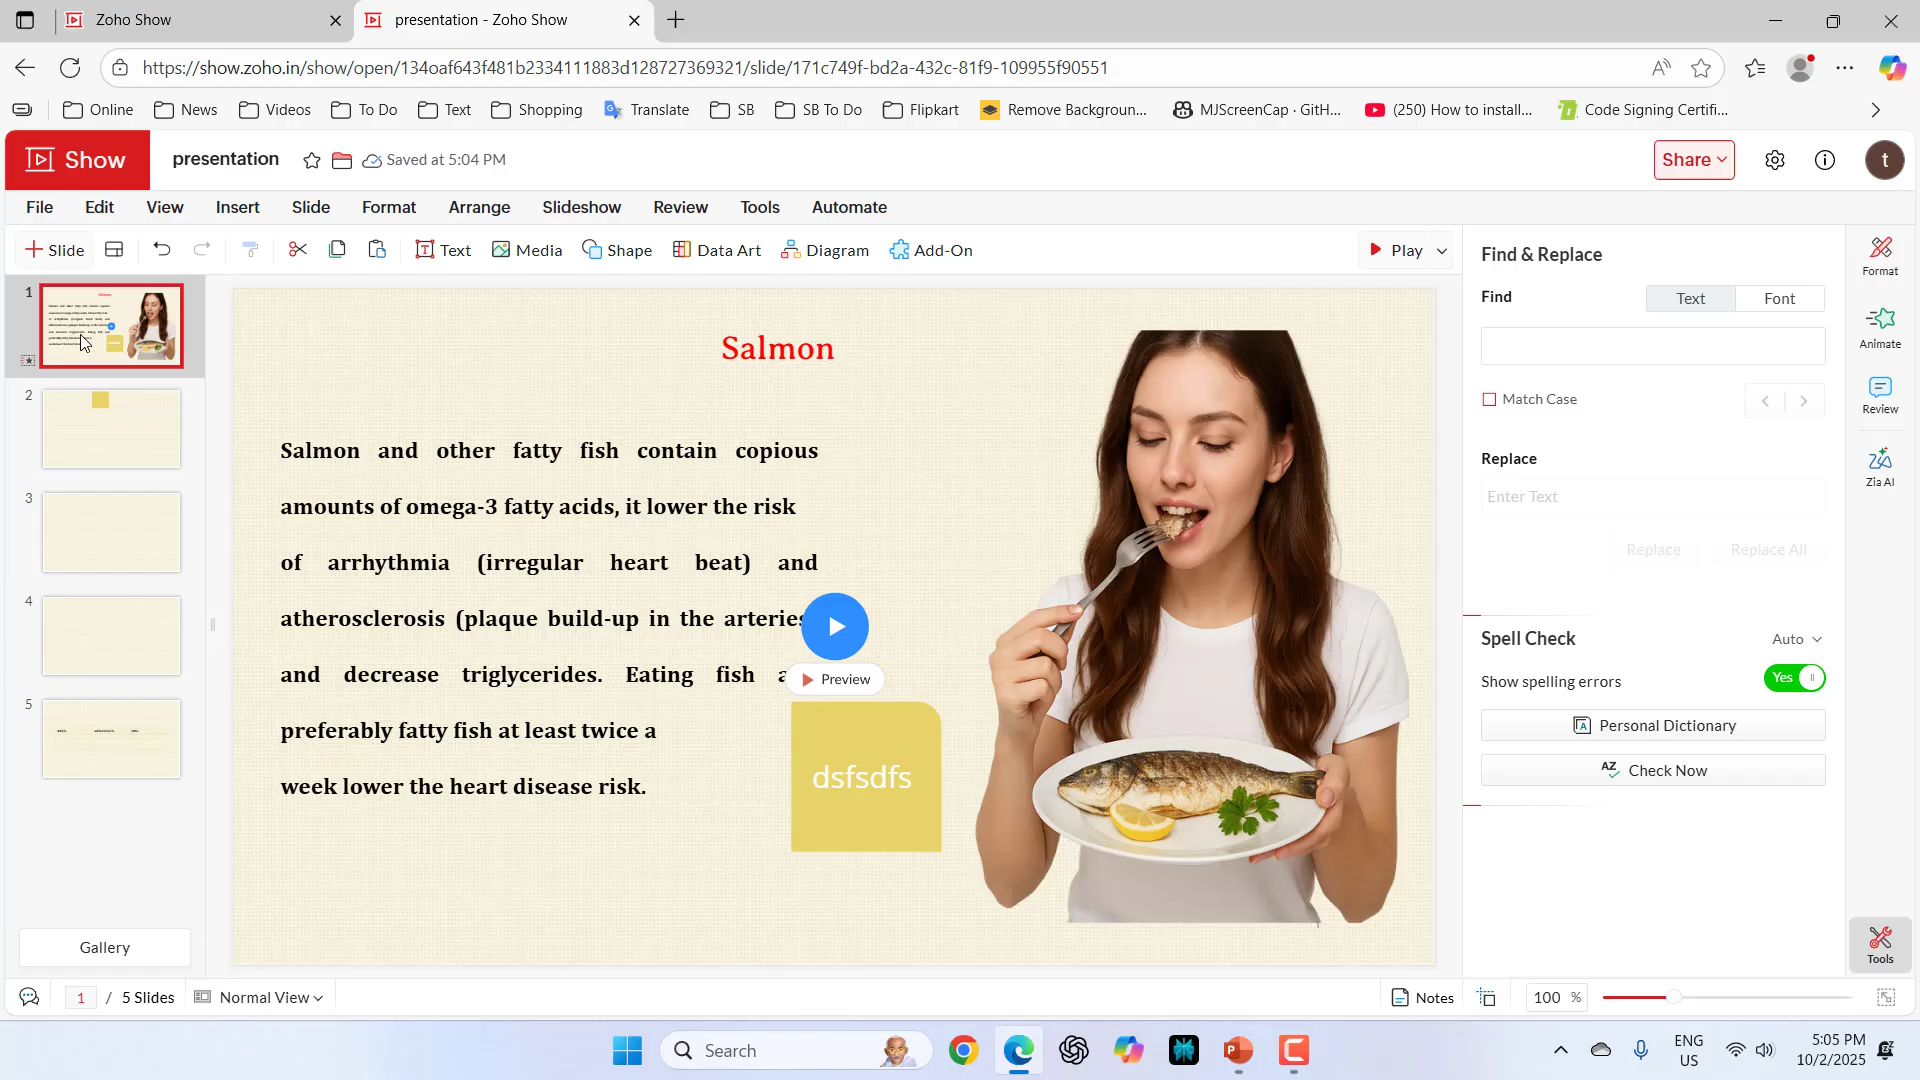 Zoho Show
presentation - Zoho Show
https://show.zoho.in/show/open/134oaf643f481b2334111883d128727369321/slide/171c749f-bd2a-432c-81f9-109955f90551
Online
News
Videos
To Do
Text
Shopping
Translate
SB
SB To Do
Flipkart
Remove Backgroun...
MJScreenCap · GitH...
(250) How to install...
Code Signing Certifi...
Show
presentation
Saved at 5:04 PM
Share
t
File
Edit
View
Insert
Slide
Format
Arrange
Slideshow
Review
Tools
Automate
Slide
Text
Media
Shape
Data Art
Diagram
Add-On
Play
1
2
3
4
5
Gallery
Salmon
Salmon and other fatty fish contain copious
amounts of omega-3 fatty acids, it lower the risk
of arrhythmia (irregular heart beat) and
atherosclerosis (plaque build-up in the arteries
and decrease triglycerides. Eating fish
preferably fatty fish at least twice a
week lower the heart disease risk.
Preview
dsfsdfs
Find & Replace
Find
Text
Font
Match Case
Replace
Enter Text
Replace
Replace All
Spell Check
Auto
Show spelling errors
Yes
Personal Dictionary
Check Now
Format
Animate
Review
Zia AI
Tools
1 / 5 Slides
Normal View
Notes
100 %
Search
ENG
US
5:05 PM
10/2/2025